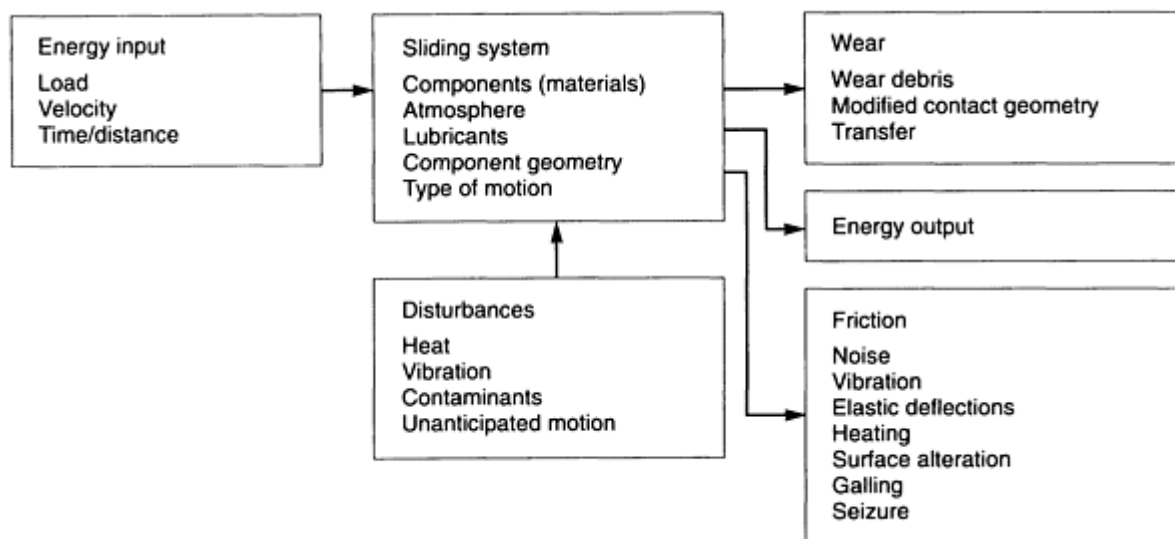 Energy input
Load
Velocity
Time/distance
Sliding system
Components (materials)
Atmosphere
Lubricants
Component geometry
Type of motion
Wear
Wear debris
Modified contact geometry
Transfer
Energy output
Disturbances
Heat
Vibration
Contaminants
Unanticipated motion
Friction
Noise
Vibration
Elastic deflections
Heating
Surface alteration
Galling
Seizure